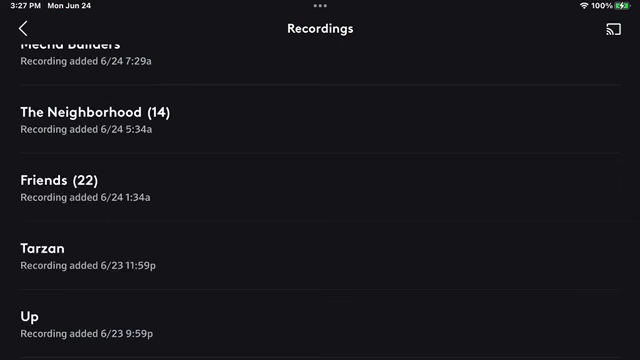 3:27 PM Mon Jun 24
100%
Recordings
Mecha Builders
Recording added 6/24 7:29a
The Neighborhood (14)
Recording added 6/24 5:34a
Friends (22)
Recording added 6/24 1:34a
Tarzan
Recording added 6/23 11:59p
Up
Recording added 6/23 9:59p